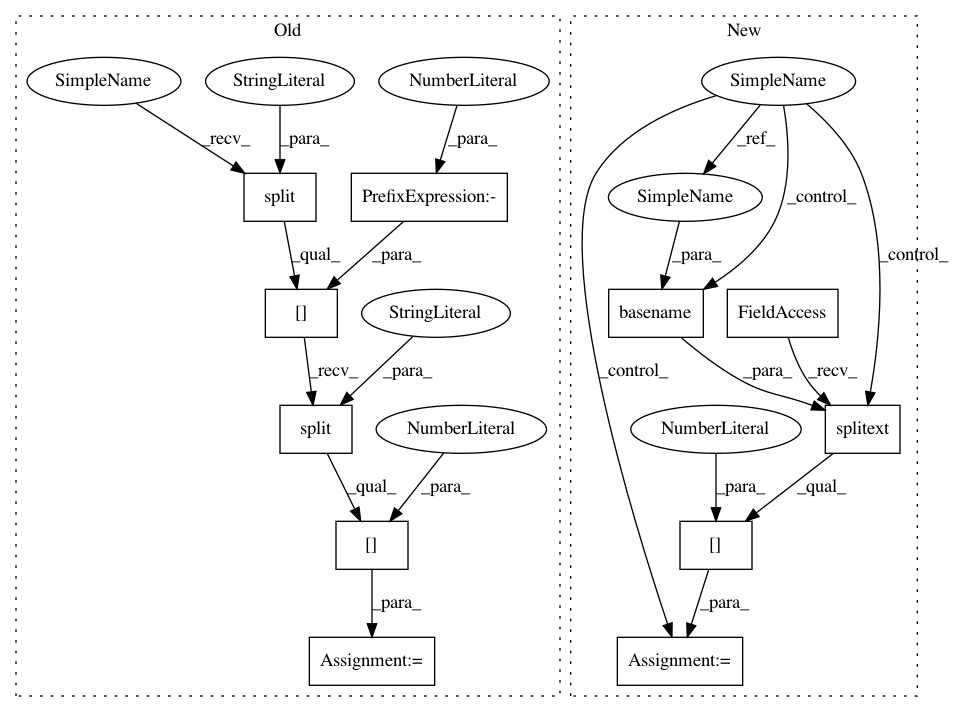 Old
New
SimpleName
StringLiteral
NumberLiteral
SimpleName
_recv_
_para_
_para_
_ref_
split
PrefixExpression:-
SimpleName
_control_
_qual_
_para_
_para_
_control_
[]
StringLiteral
basename
FieldAccess
_recv_
_para_
_control_
_para_
_recv_
split
NumberLiteral
NumberLiteral
splitext
_qual_
_para_
_para_
_qual_
[]
[]
_para_
_para_
Assignment:=
Assignment:=